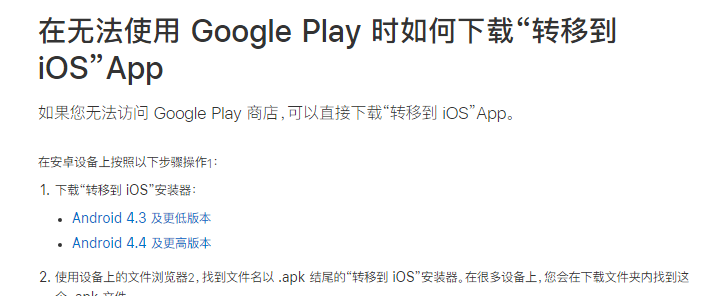 在无法使用 Google Play 时如何下载“转移到
iOS”App
如果您无法访问 Google Play 商店，可以直接下载“转移到 iOS”App。
在安卓设备上按照以下步骤操作1：
1. 下载“转移到 iOS”安装器：
• Android 4.3 及更低版本
• Android 4.4 及更高版本
2. 使用设备上的文件浏览器2，找到文件名以 .apk 结尾的“转移到 iOS”安装器。在很多设备上，您会在下载文件夹内找到这
个 .apk 文件